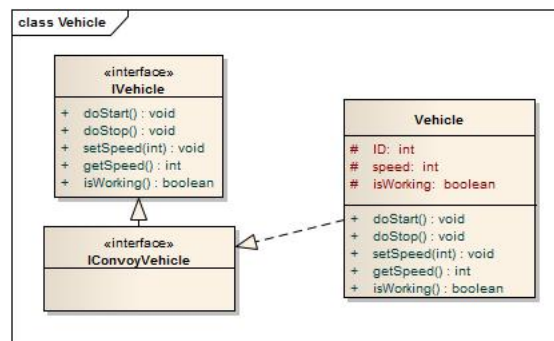 class Vehicle
«interface»
IVehicle
+ doStart() : void
+ doStop() : void
+ setSpeed(int) : void
+ getSpeed() : int
+ isWorking() : boolean
«interface»
IConvoyVehicle
Vehicle
# ID: int
# speed: int
# isWorking: boolean
+ doStart() : void
+ doStop() : void
+ setSpeed(int) : void
+ getSpeed() : int
+ isWorking() : boolean